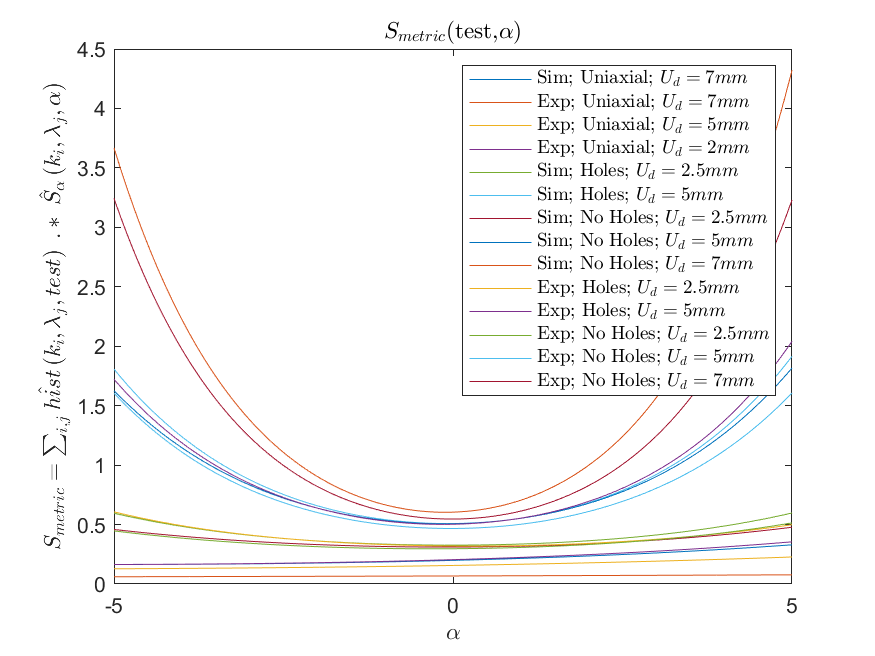 S_metric(test,α)
4.5
4
3.5
3
2.5
2
1.5
1
0.5
0
-5
0
5
α
S_metric = ∑_{i,j} hîst (k_i, λ_j, test) .* Ŝ_α (k_i, λ_j, α)
Sim; Uniaxial; U_d = 7mm
Exp; Uniaxial; U_d = 7mm
Exp; Uniaxial; U_d = 5mm
Exp; Uniaxial; U_d = 2mm
Sim; Holes; U_d = 2.5mm
Sim; Holes; U_d = 5mm
Sim; No Holes; U_d = 2.5mm
Sim; No Holes; U_d = 5mm
Sim; No Holes; U_d = 7mm
Exp; Holes; U_d = 2.5mm
Exp; Holes; U_d = 5mm
Exp; No Holes; U_d = 2.5mm
Exp; No Holes; U_d = 5mm
Exp; No Holes; U_d = 7mm